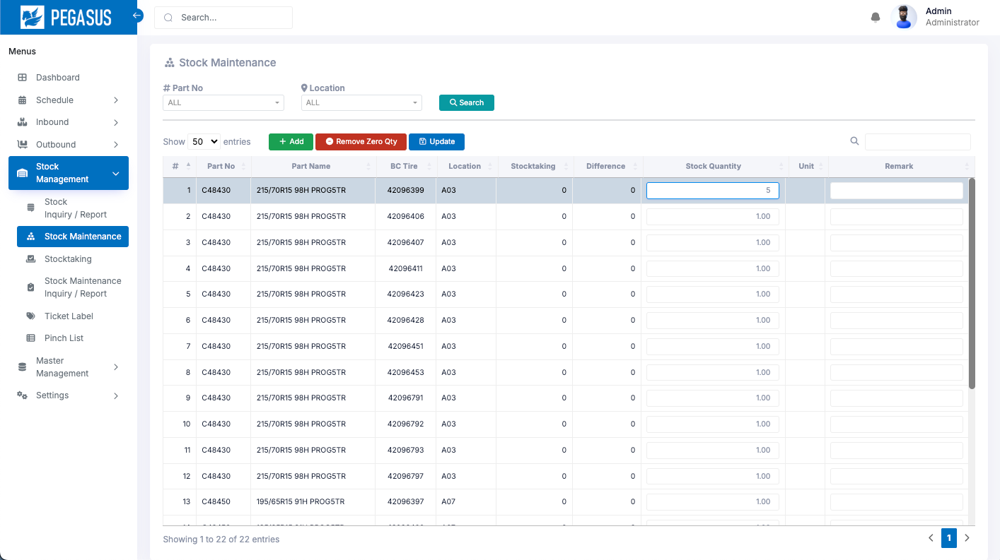 PEGASUS
Search...
Admin
Administrator
Menus
Dashboard
Schedule
Inbound
Outbound
Stock
Management
Stock
Inquiry / Report
Stock Maintenance
Stocktaking
Stock Maintenance
Inquiry / Report
Ticket Label
Pinch List
Master
Management
Settings
Stock Maintenance
# Part No
Location
ALL
ALL
Search
Show 50 entries
Add
Remove Zero Qty
Update
# Part No Part Name BC Tire Location Stocktaking Difference Stock Quantity Unit Remark
1 C48430 215/70R15 98H PROG5TR 42096399 A03 0 0 5
2 C48430 215/70R15 98H PROG5TR 42096406 A03 0 0 1.00
3 C48430 215/70R15 98H PROG5TR 42096407 A03 0 0 1.00
4 C48430 215/70R15 98H PROG5TR 42096411 A03 0 0 1.00
5 C48430 215/70R15 98H PROG5TR 42096423 A03 0 0 1.00
6 C48430 215/70R15 98H PROG5TR 42096428 A03 0 0 1.00
7 C48430 215/70R15 98H PROG5TR 42096451 A03 0 0 1.00
8 C48430 215/70R15 98H PROG5TR 42096453 A03 0 0 1.00
9 C48430 215/70R15 98H PROG5TR 42096791 A03 0 0 1.00
10 C48430 215/70R15 98H PROG5TR 42096792 A03 0 0 1.00
11 C48430 215/70R15 98H PROG5TR 42096793 A03 0 0 1.00
12 C48430 215/70R15 98H PROG5TR 42096797 A03 0 0 1.00
13 C48450 195/65R15 91H PROG5TR 42096397 A07 0 0 1.00
Showing 1 to 22 of 22 entries
1